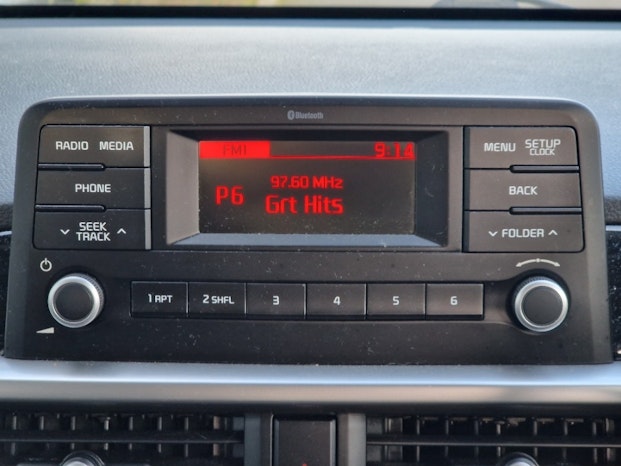 Bluetooth
RADIO MEDIA
FM1 9:14
MENU SETUP
CLOCK
PHONE
P6 97.60 MHz
Grt Hits
BACK
SEEK
TRACK
FOLDER
1 RPT 2 SHFL 3 4 5 6